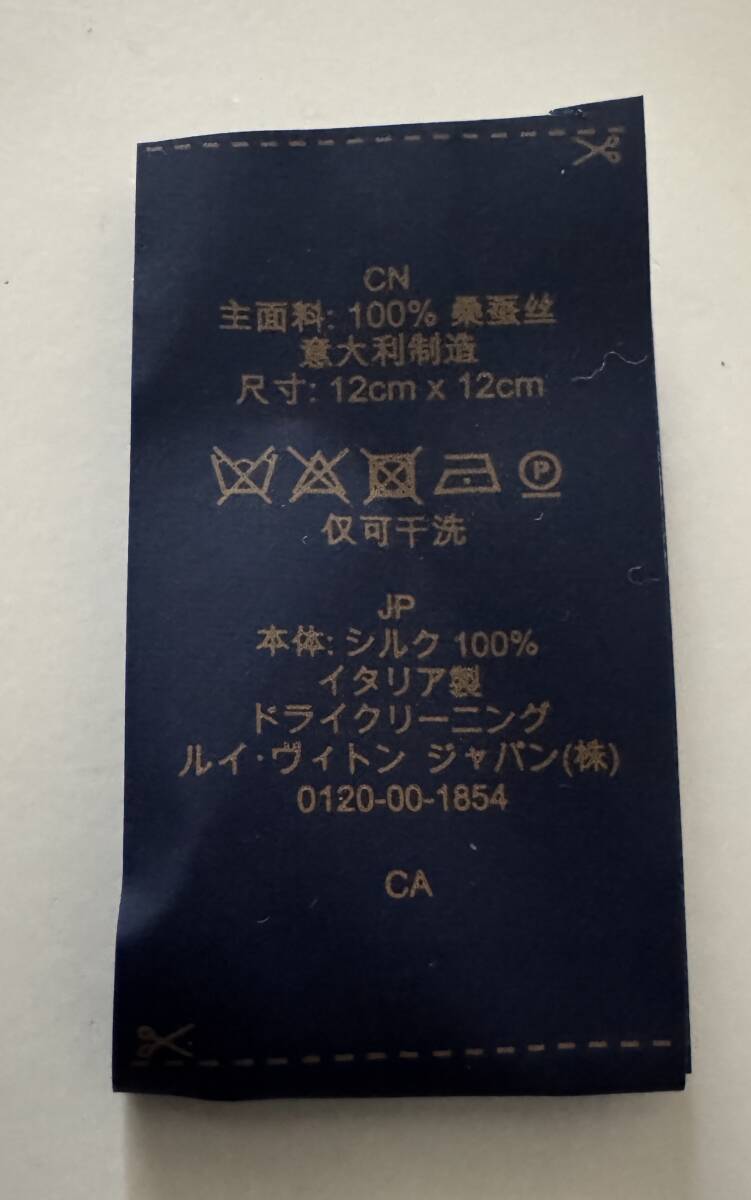 CN
主面料: 100% 桑蚕丝
意大利制造
尺寸: 12cm x 12cm
P
仅可干洗
JP
本体: シルク 100%
イタリア製
ドライクリーニング
ルイ・ヴィトン ジャパン(株)
0120-00-1854
CA